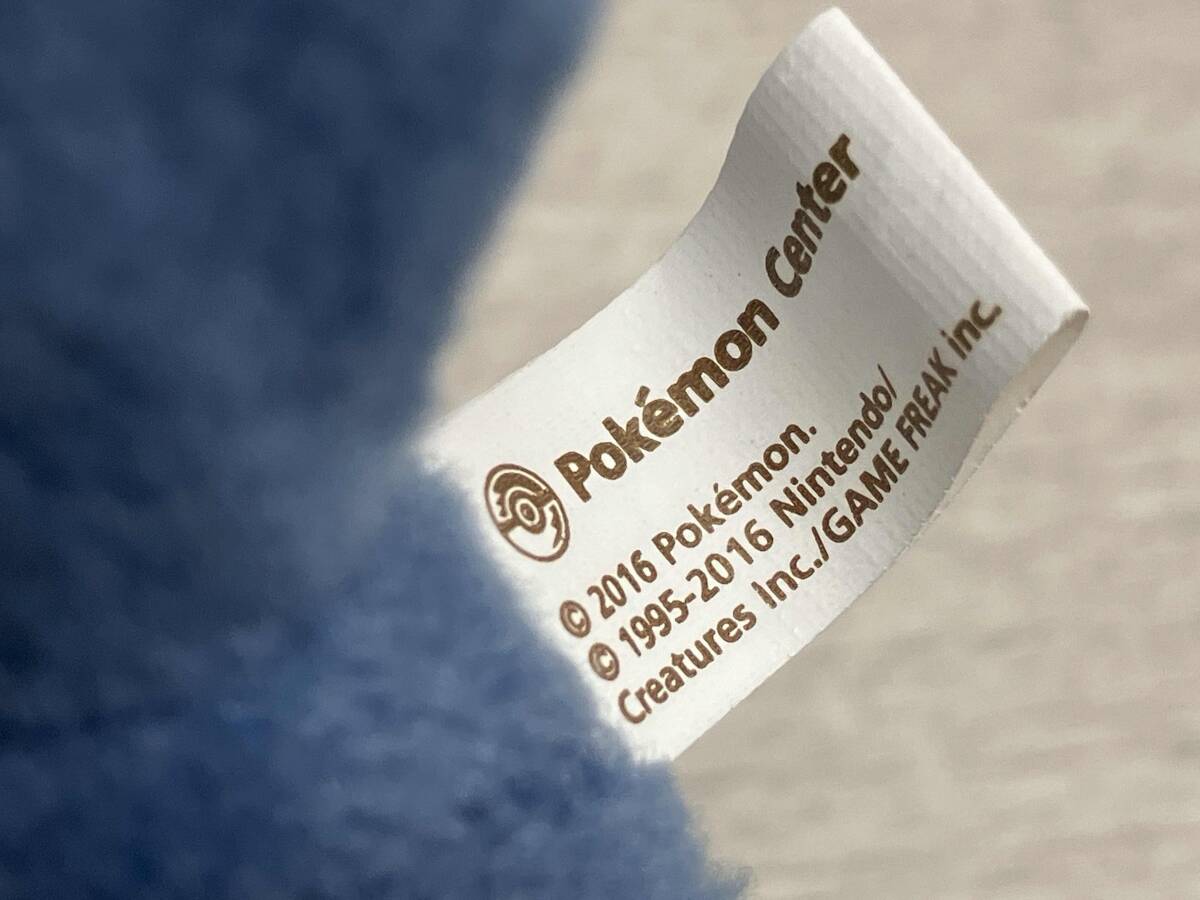 Pokémon Center
© 2016 Pokémon.
© 1995-2016 Nintendo/
Creatures Inc./GAME FREAK inc.